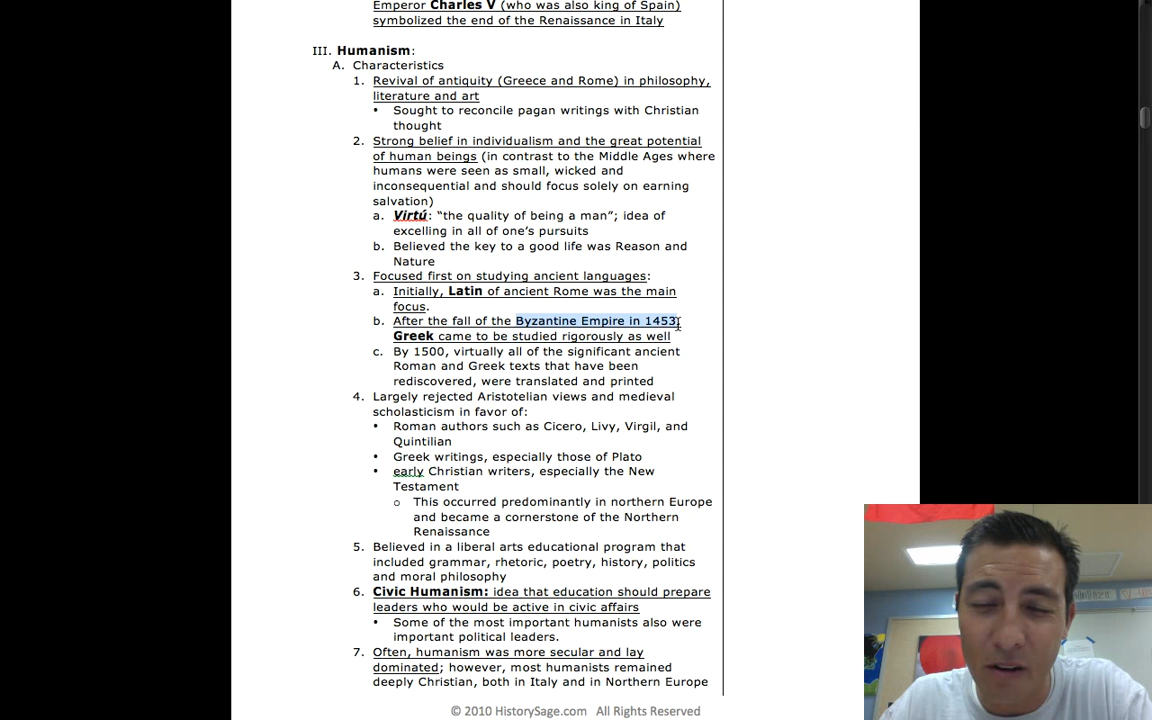 Emperor Charles V (who was also king of Spain)
symbolized the end of the Renaissance in Italy
III. Humanism:
A. Characteristics
1. Revival of antiquity (Greece and Rome) in philosophy,
literature and art
• Sought to reconcile pagan writings with Christian
thought
2. Strong belief in individualism and the great potential
of human beings (in contrast to the Middle Ages where
humans were seen as small, wicked and
inconsequential and should focus solely on earning
salvation)
a. Virtú: “the quality of being a man”; idea of
excelling in all of one’s pursuits
b. Believed the key to a good life was Reason and
Nature
3. Focused first on studying ancient languages:
a. Initially, Latin of ancient Rome was the main
focus.
b. After the fall of the Byzantine Empire in 1453,
Greek came to be studied rigorously as well
c. By 1500, virtually all of the significant ancient
Roman and Greek texts that have been
rediscovered, were translated and printed
4. Largely rejected Aristotelian views and medieval
scholasticism in favor of:
• Roman authors such as Cicero, Livy, Virgil, and
Quintilian
• Greek writings, especially those of Plato
• early Christian writers, especially the New
Testament
o This occurred predominantly in northern Europe
and became a cornerstone of the Northern
Renaissance
5. Believed in a liberal arts educational program that
included grammar, rhetoric, poetry, history, politics
and moral philosophy
6. Civic Humanism: idea that education should prepare
leaders who would be active in civic affairs
• Some of the most important humanists also were
important political leaders.
7. Often, humanism was more secular and lay
dominated; however, most humanists remained
deeply Christian, both in Italy and in Northern Europe
© 2010 HistorySage.com All Rights Reserved